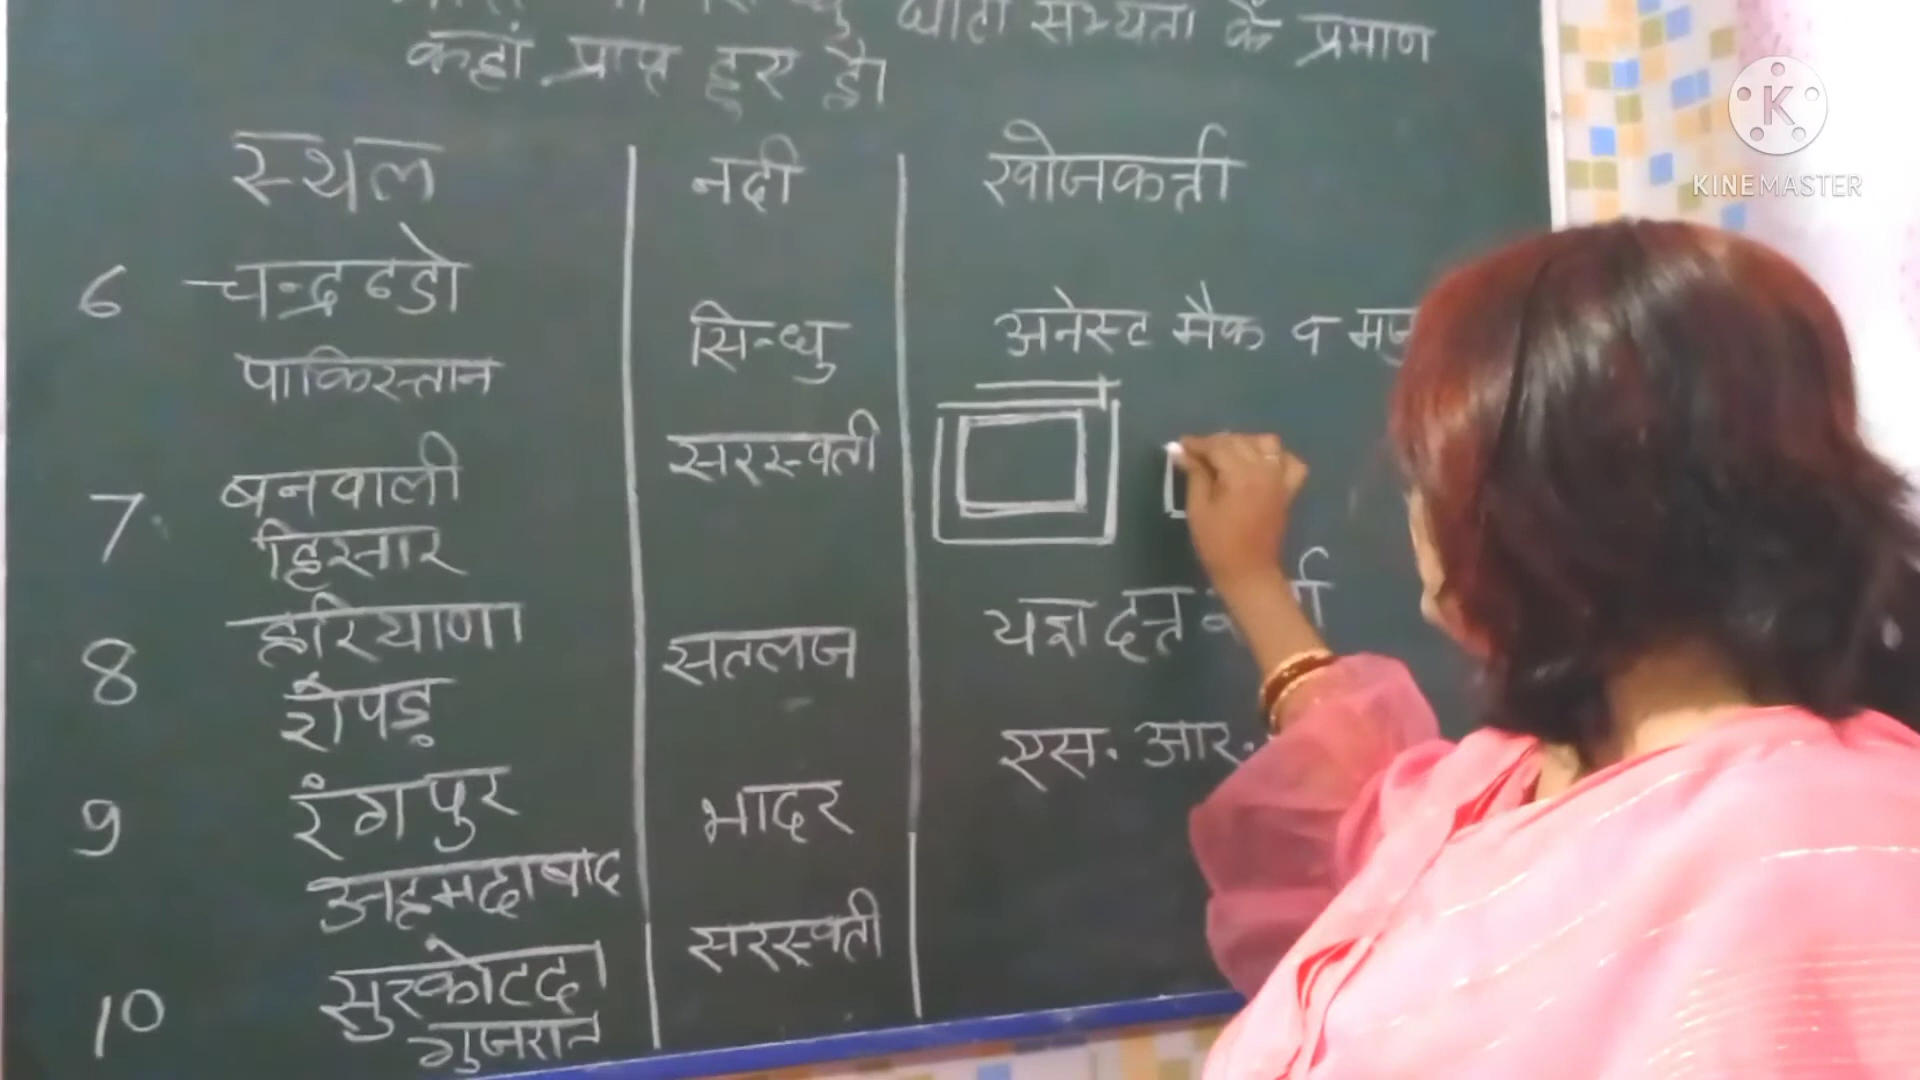 घाटी सभ्यता के प्रमाण
कहां प्राप्त हुए है।
स्थल नदी खोजकर्ता
6 चन्द्रदडो
सिन्धु अनेस्ट मैक व
पाकिस्तान
सरस्वती
7. बनवाली
हिसार
8 हरियाणा सतलज यज्ञ दत्त
रोपड़
एस. आर.
9 रंगपुर भादर
अहमदाबाद
सरस्वती
10 सुरकोटदा
गुजरात
K
KINEMASTER